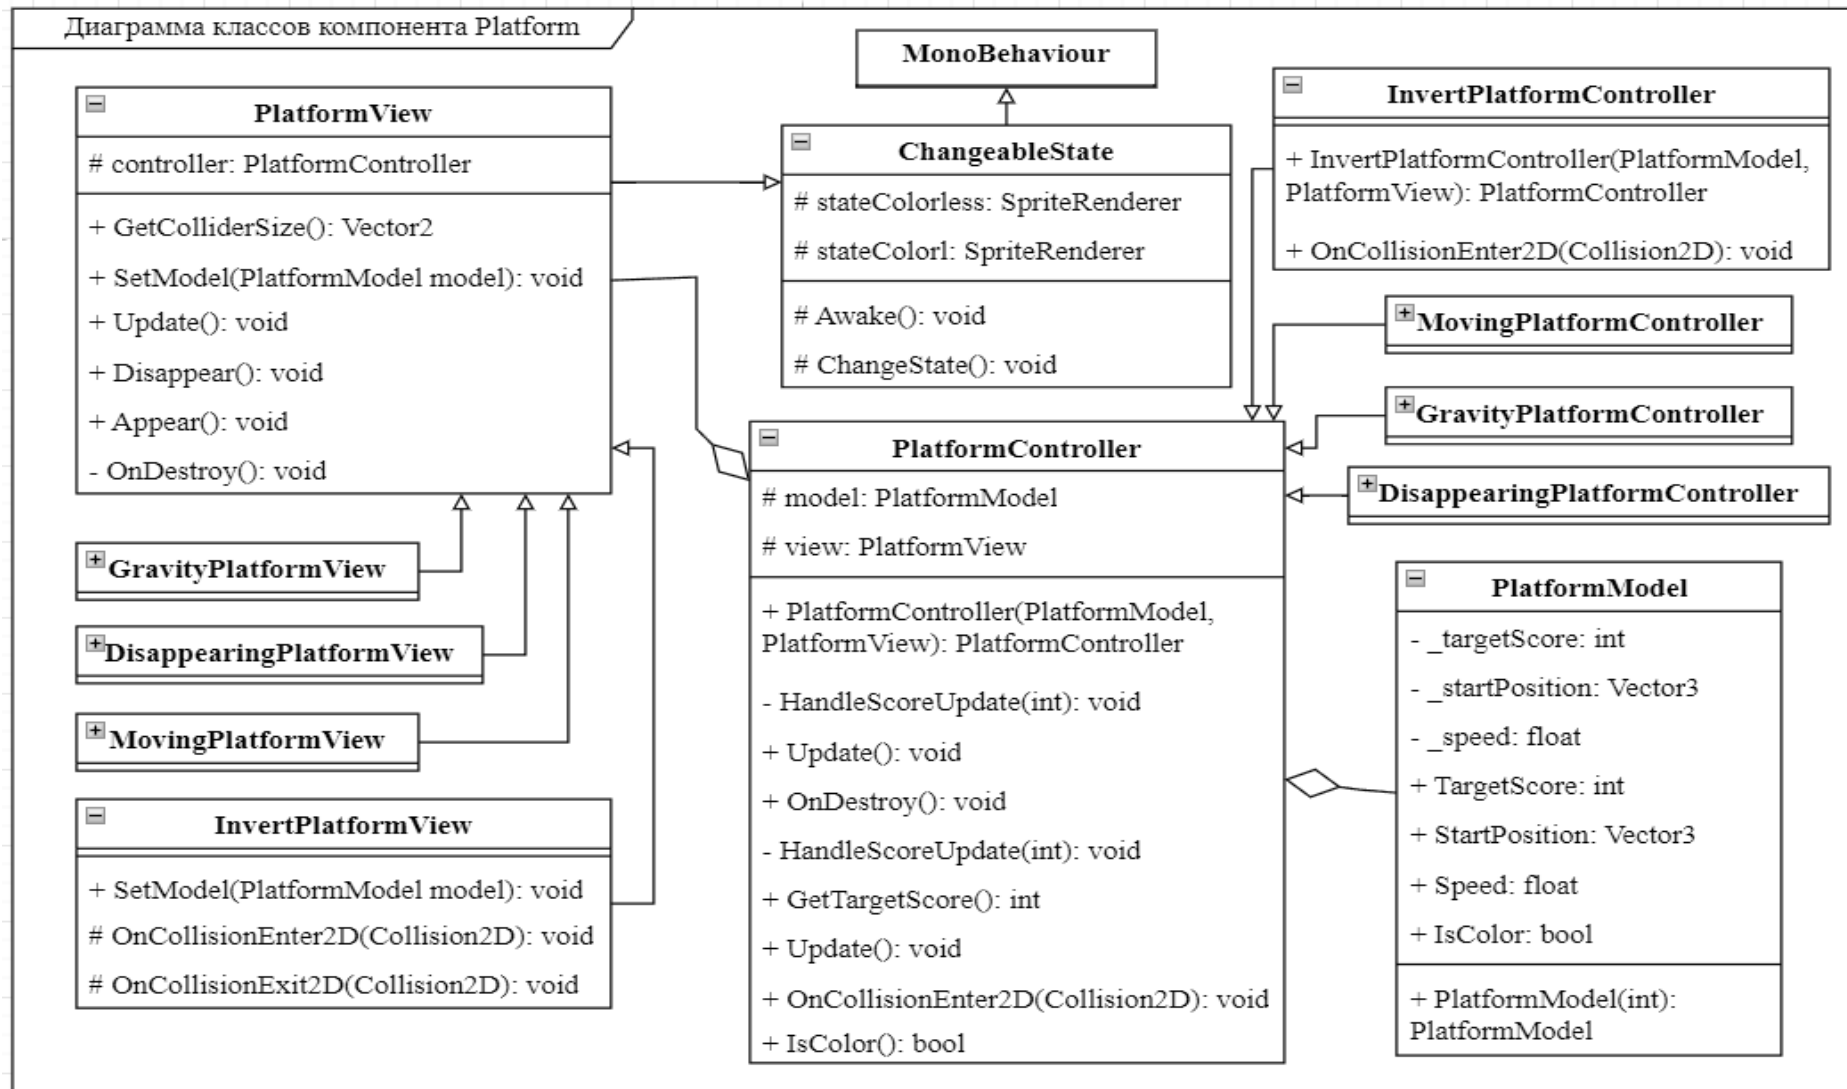 Диаграмма классов компонента Platform
MonoBehaviour
PlatformView
# controller: PlatformController
+ GetColliderSize(): Vector2
+ SetModel(PlatformModel model): void
+ Update(): void
+ Disappear(): void
+ Appear(): void
- OnDestroy(): void
ChangeableState
# stateColorless: SpriteRenderer
# stateColorl: SpriteRenderer
# Awake(): void
# ChangeState(): void
InvertPlatformController
+ InvertPlatformController(PlatformModel,
PlatformView): PlatformController
+ OnCollisionEnter2D(Collision2D): void
MovingPlatformController
GravityPlatformController
DisappearingPlatformController
GravityPlatformView
DisappearingPlatformView
MovingPlatformView
InvertPlatformView
+ SetModel(PlatformModel model): void
# OnCollisionEnter2D(Collision2D): void
# OnCollisionExit2D(Collision2D): void
PlatformController
# model: PlatformModel
# view: PlatformView
+ PlatformController(PlatformModel,
PlatformView): PlatformController
- HandleScoreUpdate(int): void
+ Update(): void
+ OnDestroy(): void
- HandleScoreUpdate(int): void
+ GetTargetScore(): int
+ Update(): void
+ OnCollisionEnter2D(Collision2D): void
+ IsColor(): bool
PlatformModel
- _targetScore: int
- _startPosition: Vector3
- _speed: float
+ TargetScore: int
+ StartPosition: Vector3
+ Speed: float
+ IsColor: bool
+ PlatformModel(int):
PlatformModel